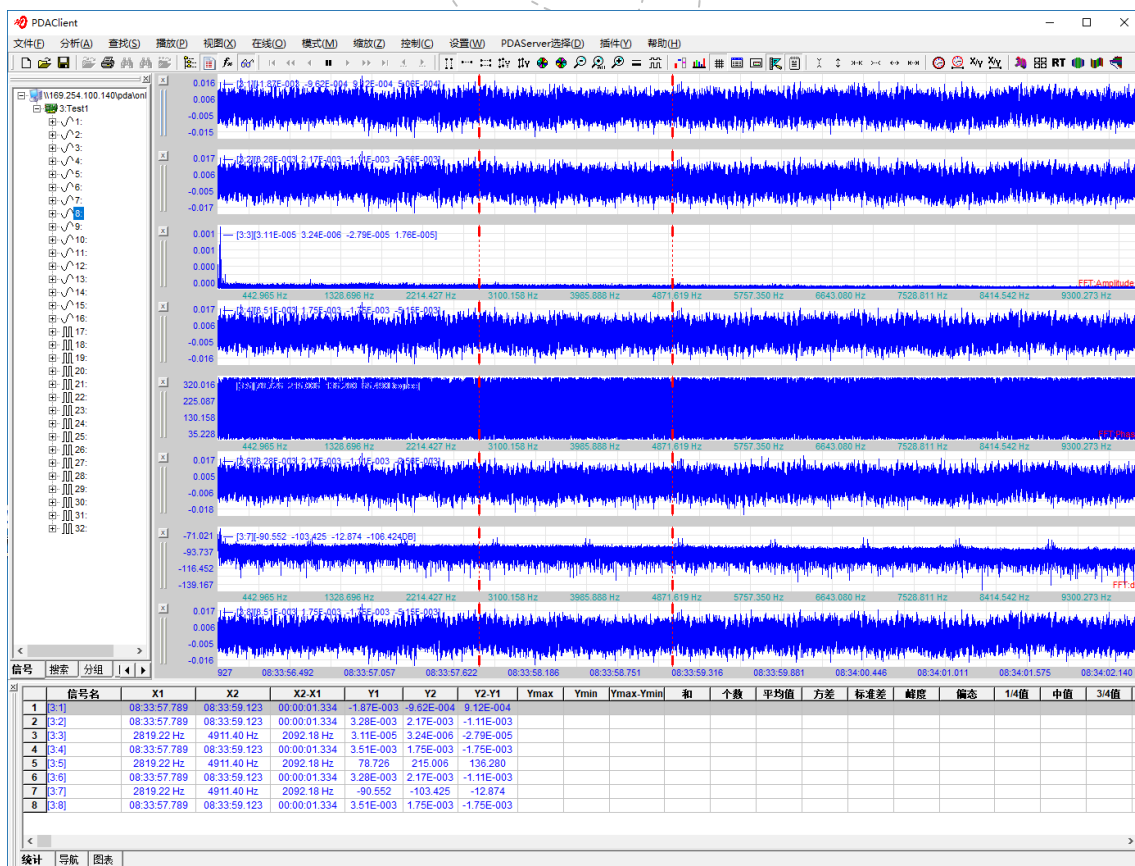 PDAClient
文件(F) 分析(A) 查找(S) 播放(P) 视图(X) 在线(O) 模式(M) 缩放(Z) 控制(C) 设置(W) PDAServer选择(D) 插件(Y) 帮助(H)
RT
\\169.254.100.140\pda\onl
3:Test1
1:
2:
3:
4:
5:
6:
7:
8:
9:
10:
11:
12:
13:
14:
15:
16:
17:
18:
19:
20:
21:
22:
23:
24:
25:
26:
27:
28:
29:
30:
31:
32:
信号 搜索 分组
0.016
0.006
-0.005
-0.015
0.017
0.006
-0.005
-0.017
0.001 [3:3][3.11E-005 3.24E-006 -2.79E-005 1.76E-005]
0.001
0.000
0.000 FFT:Amplitude
442.965 Hz 1328.696 Hz 2214.427 Hz 3100.158 Hz 3985.888 Hz 4871.619 Hz 5757.350 Hz 6643.080 Hz 7528.811 Hz 8414.542 Hz 9300.273 Hz
0.017
0.006
-0.005
-0.016
320.016
225.087
130.158
35.228
442.965 Hz 1328.696 Hz 2214.427 Hz 3100.158 Hz 3985.888 Hz 4871.619 Hz 5757.350 Hz 6643.080 Hz 7528.811 Hz 8414.542 Hz 9300.273 Hz
0.017
0.005
-0.006
-0.018
-71.021 [3:7][-90.552 -103.425 -12.874 -106.424DB]
-93.737
-116.452
-139.167 FFT:d
442.965 Hz 1328.696 Hz 2214.427 Hz 3100.158 Hz 3985.888 Hz 4871.619 Hz 5757.350 Hz 6643.080 Hz 7528.811 Hz 8414.542 Hz 9300.273 Hz
0.017
0.006
-0.005
-0.016
927 08:33:56.492 08:33:57.057 08:33:57.622 08:33:58.186 08:33:58.751 08:33:59.316 08:33:59.881 08:34:00.446 08:34:01.011 08:34:01.575 08:34:02.140
信号名 X1 X2 X2-X1 Y1 Y2 Y2-Y1 Ymax Ymin Ymax-Ymin 和 个数 平均值 方差 标准差 峰度 偏态 1/4值 中值 3/4值
1 [3:1] 08:33:57.789 08:33:59.123 00:00:01.334 -1.87E-003 -9.62E-004 9.12E-004
2 [3:2] 08:33:57.789 08:33:59.123 00:00:01.334 3.28E-003 2.17E-003 -1.11E-003
3 [3:3] 2819.22 Hz 4911.40 Hz 2092.18 Hz 3.11E-005 3.24E-006 -2.79E-005
4 [3:4] 08:33:57.789 08:33:59.123 00:00:01.334 3.51E-003 1.75E-003 -1.75E-003
5 [3:5] 2819.22 Hz 4911.40 Hz 2092.18 Hz 78.726 215.006 136.280
6 [3:6] 08:33:57.789 08:33:59.123 00:00:01.334 3.28E-003 2.17E-003 -1.11E-003
7 [3:7] 2819.22 Hz 4911.40 Hz 2092.18 Hz -90.552 -103.425 -12.874
8 [3:8] 08:33:57.789 08:33:59.123 00:00:01.334 3.51E-003 1.75E-003 -1.75E-003
统计 导航 图表